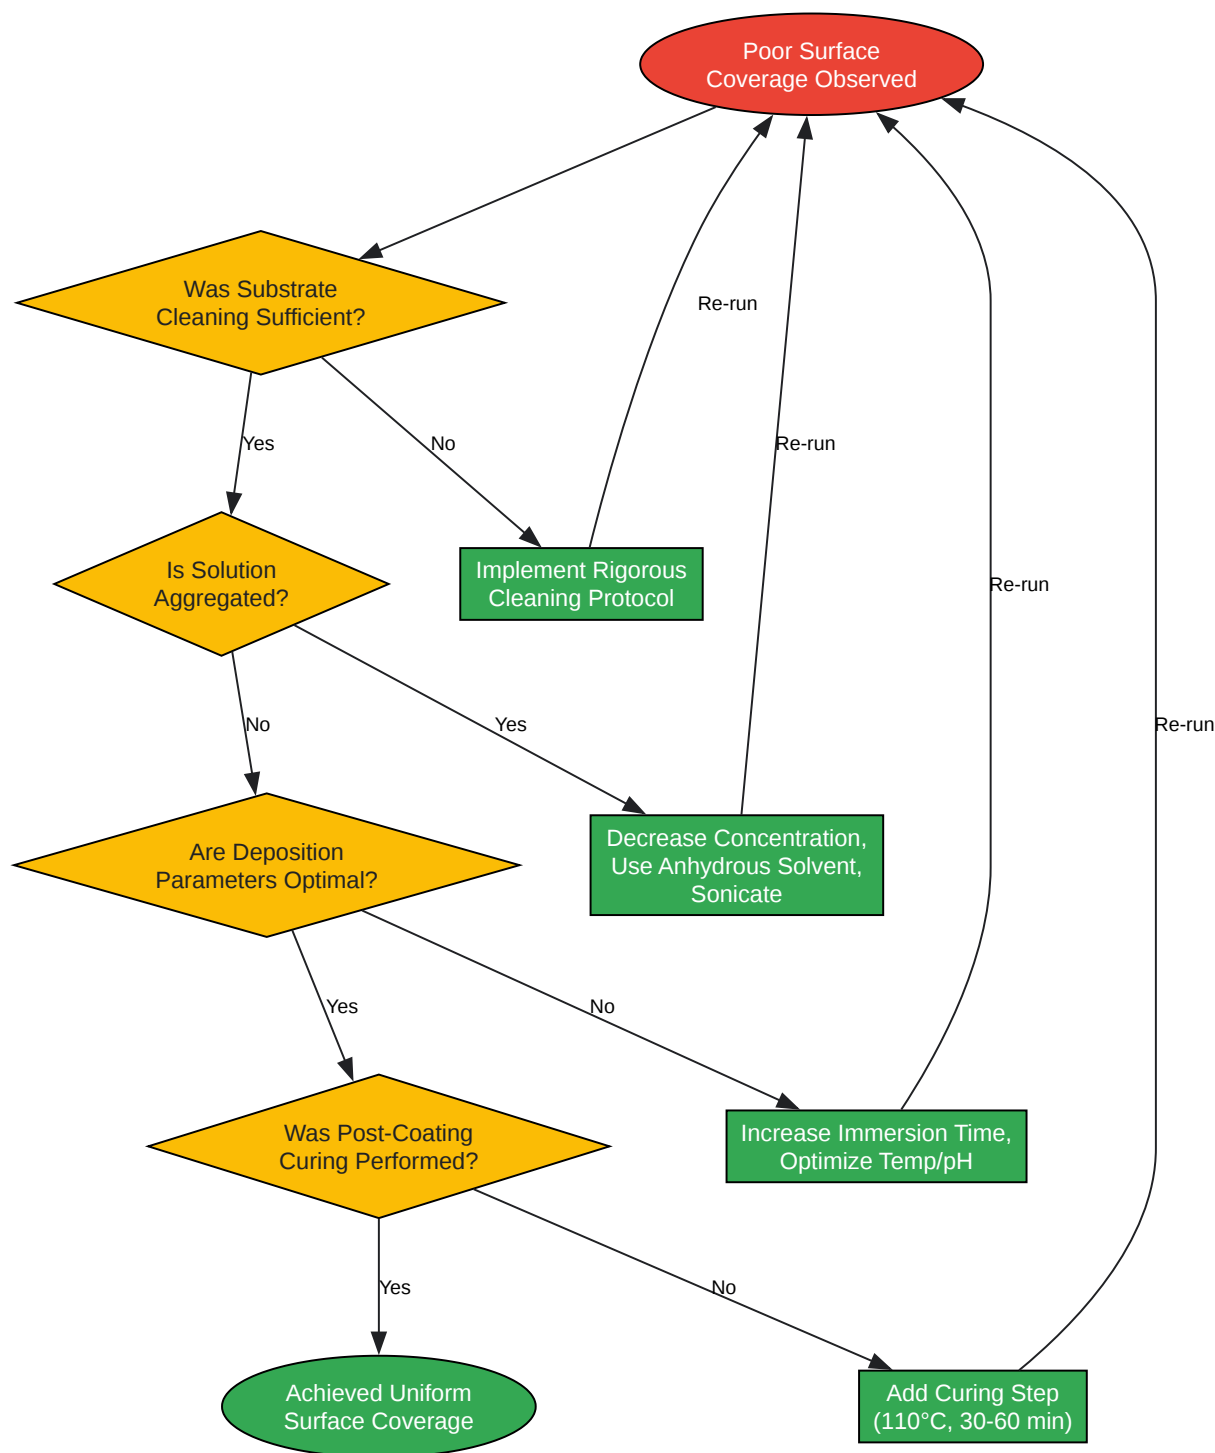 Poor Surface
Coverage Observed
Was Substrate
Cleaning Sufficient?
Re-run
Yes
No
Re-run
Is Solution
Aggregated?
Implement Rigorous
Cleaning Protocol
Re-run
No
Yes
Re-run
Are Deposition
Parameters Optimal?
Decrease Concentration,
Use Anhydrous Solvent,
Sonicate
Yes
No
Was Post-Coating
Curing Performed?
Increase Immersion Time,
Optimize Temp/pH
Yes
No
Achieved Uniform
Surface Coverage
Add Curing Step
(110°C, 30-60 min)